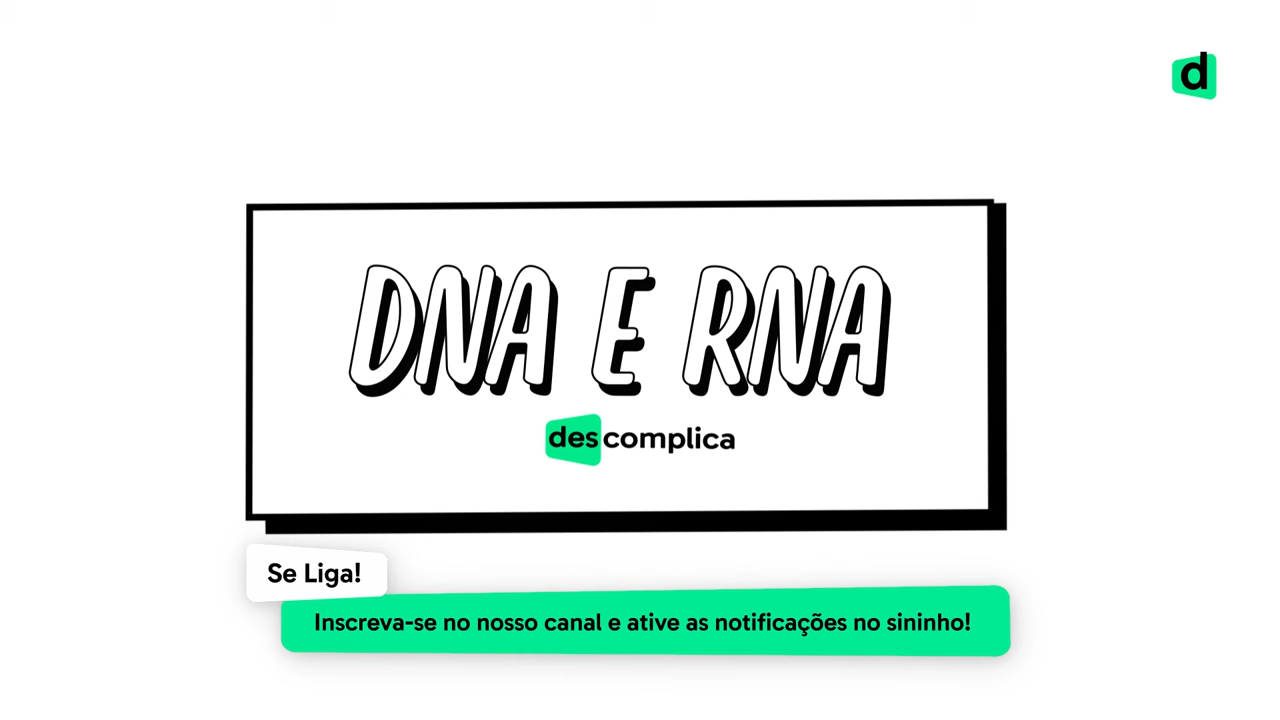 d
DNA E RNA
descomplica
Se Liga!
Inscreva-se no nosso canal e ative as notificações no sininho!